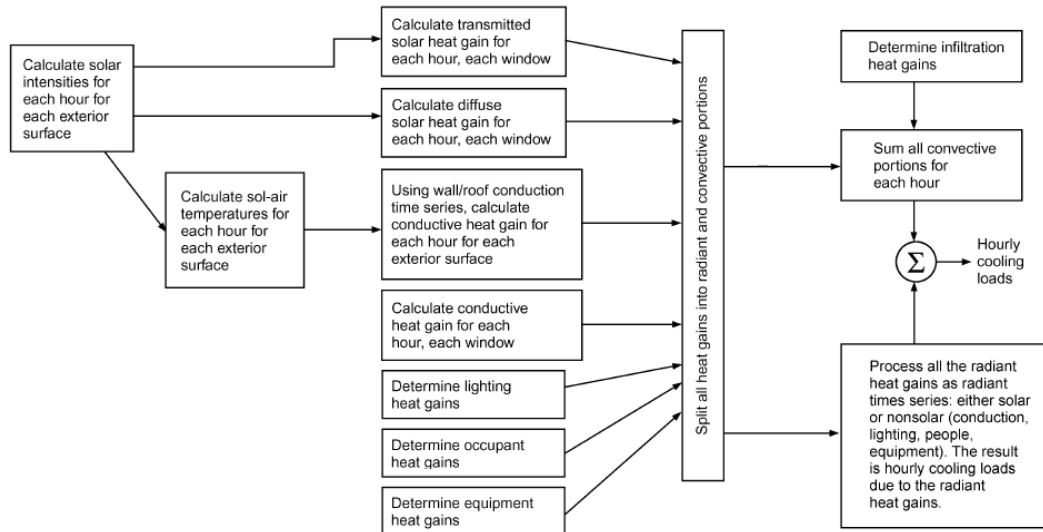 Calculate solar
intensities for
each hour for
each exterior
surface
Calculate sol-air
temperatures for
each hour for
each exterior
surface
Calculate transmitted
solar heat gain for
each hour, each window
Calculate diffuse
solar heat gain for
each hour, each window
Using wall/roof conduction
time series, calculate
conductive heat gain for
each hour for each
exterior surface
Calculate conductive
heat gain for each
hour, each window
Determine lighting
heat gains
Determine occupant
heat gains
Determine equipment
heat gains
Split all heat gains into radiant and convective portions
Determine infiltration
heat gains
Sum all convective
portions for
each hour
Σ
Hourly
cooling
loads
Process all the radiant
heat gains as radiant
times series: either solar
or nonsolar (conduction,
lighting, people,
equipment). The result
is hourly cooling loads
due to the radiant
heat gains.